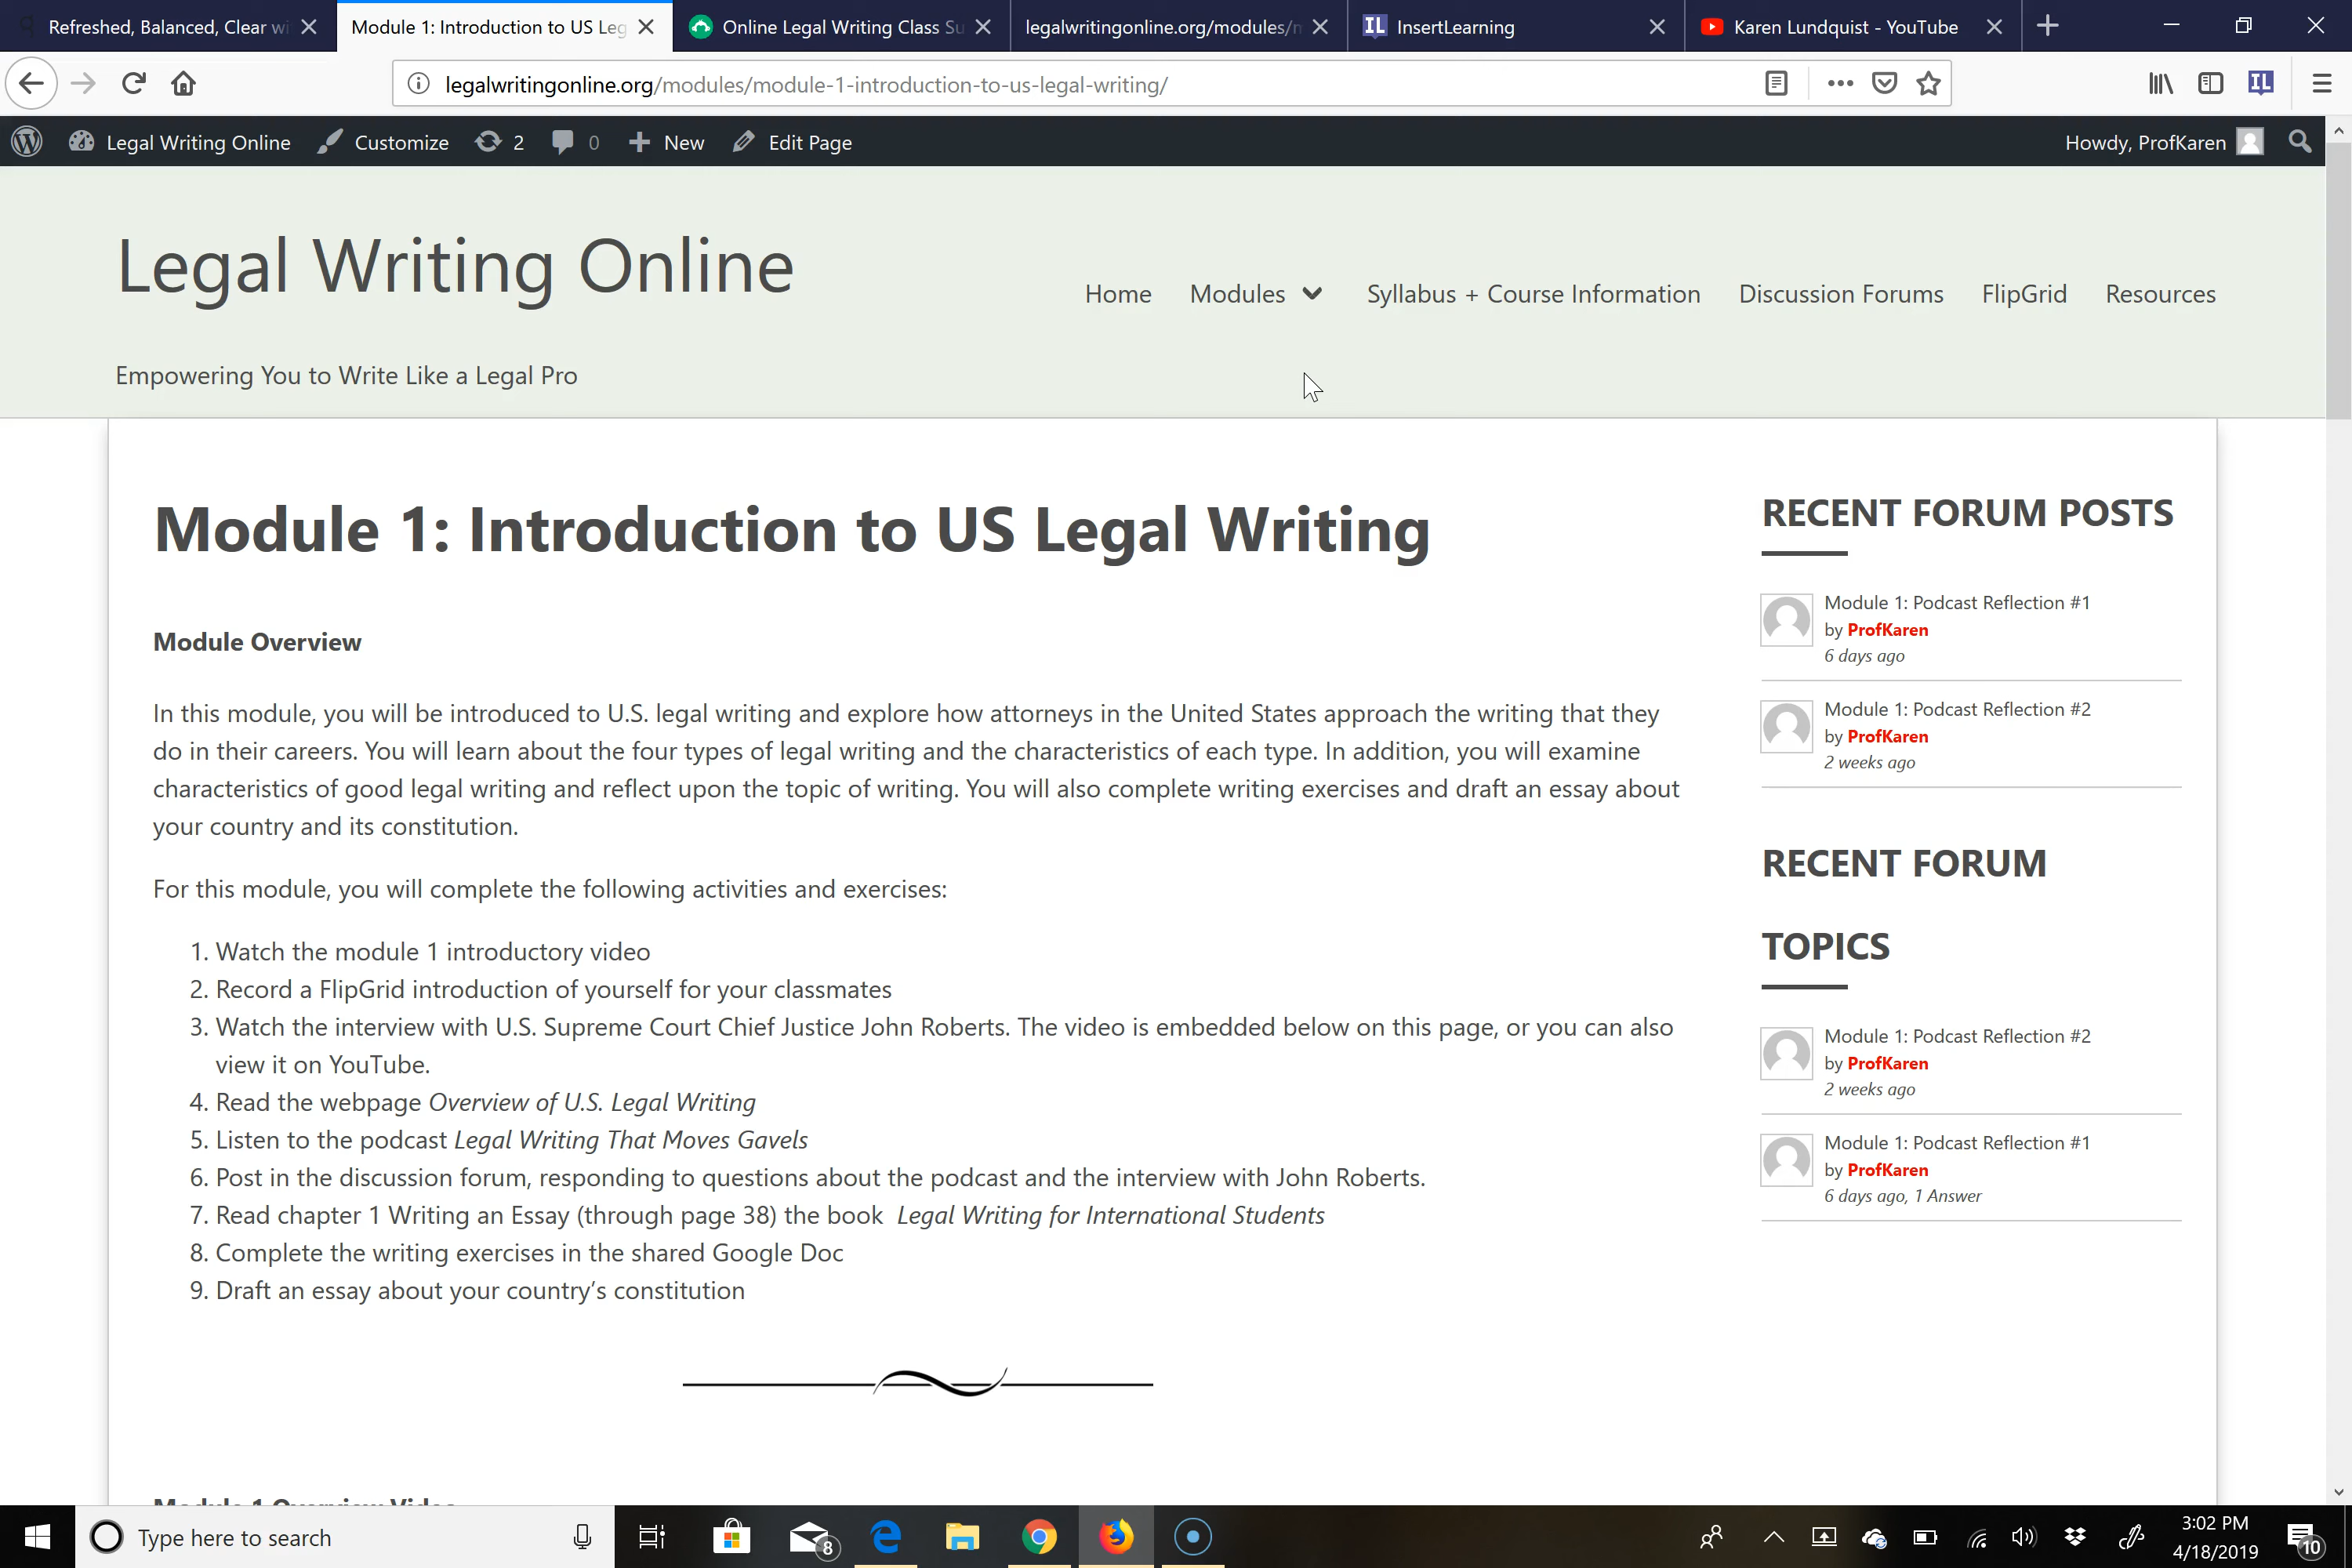 Refreshed, Balanced, Clear wi
Module 1: Introduction to US Leg
Online Legal Writing Class Su
legalwritingonline.org/modules/m
IL InsertLearning
Karen Lundquist - YouTube
legalwritingonline.org/modules/module-1-introduction-to-us-legal-writing/
IL
Legal Writing Online
Customize
2
0
New
Edit Page
Howdy, ProfKaren
Legal Writing Online
Home
Modules
Syllabus + Course Information
Discussion Forums
FlipGrid
Resources
Empowering You to Write Like a Legal Pro
Module 1: Introduction to US Legal Writing
Module Overview
In this module, you will be introduced to U.S. legal writing and explore how attorneys in the United States approach the writing that they
do in their careers. You will learn about the four types of legal writing and the characteristics of each type. In addition, you will examine
characteristics of good legal writing and reflect upon the topic of writing. You will also complete writing exercises and draft an essay about
your country and its constitution.
For this module, you will complete the following activities and exercises:
1. Watch the module 1 introductory video
2. Record a FlipGrid introduction of yourself for your classmates
3. Watch the interview with U.S. Supreme Court Chief Justice John Roberts. The video is embedded below on this page, or you can also
view it on YouTube.
4. Read the webpage Overview of U.S. Legal Writing
5. Listen to the podcast Legal Writing That Moves Gavels
6. Post in the discussion forum, responding to questions about the podcast and the interview with John Roberts.
7. Read chapter 1 Writing an Essay (through page 38) the book Legal Writing for International Students
8. Complete the writing exercises in the shared Google Doc
9. Draft an essay about your country's constitution
Module 1 Overview Video
RECENT FORUM POSTS
Module 1: Podcast Reflection #1
by ProfKaren
6 days ago
Module 1: Podcast Reflection #2
by ProfKaren
2 weeks ago
RECENT FORUM
TOPICS
Module 1: Podcast Reflection #2
by ProfKaren
2 weeks ago
Module 1: Podcast Reflection #1
by ProfKaren
6 days ago, 1 Answer
Type here to search
8
3:02 PM
4/18/2019
10